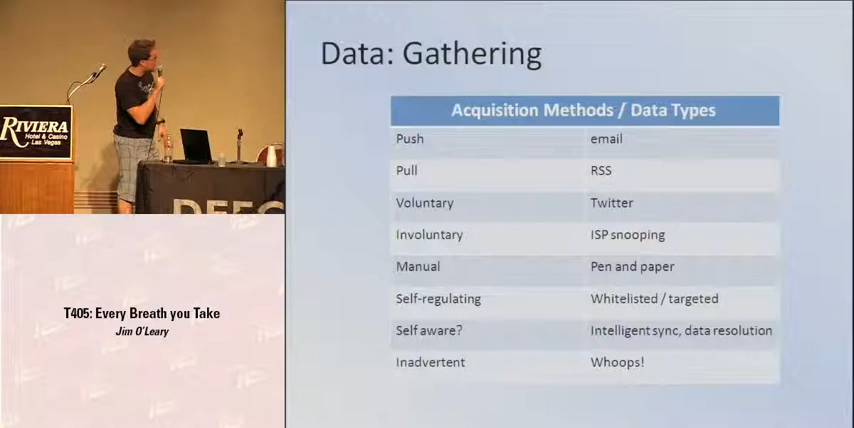 RIVIERA
Hotel & Casino
Las Vegas
DEFC
T405: Every Breath you Take
Jim O'Leary
Data: Gathering
Acquisition Methods / Data Types
Push email
Pull RSS
Voluntary Twitter
Involuntary ISP snooping
Manual Pen and paper
Self-regulating Whitelisted / targeted
Self aware? Intelligent sync, data resolution
Inadvertent Whoops!